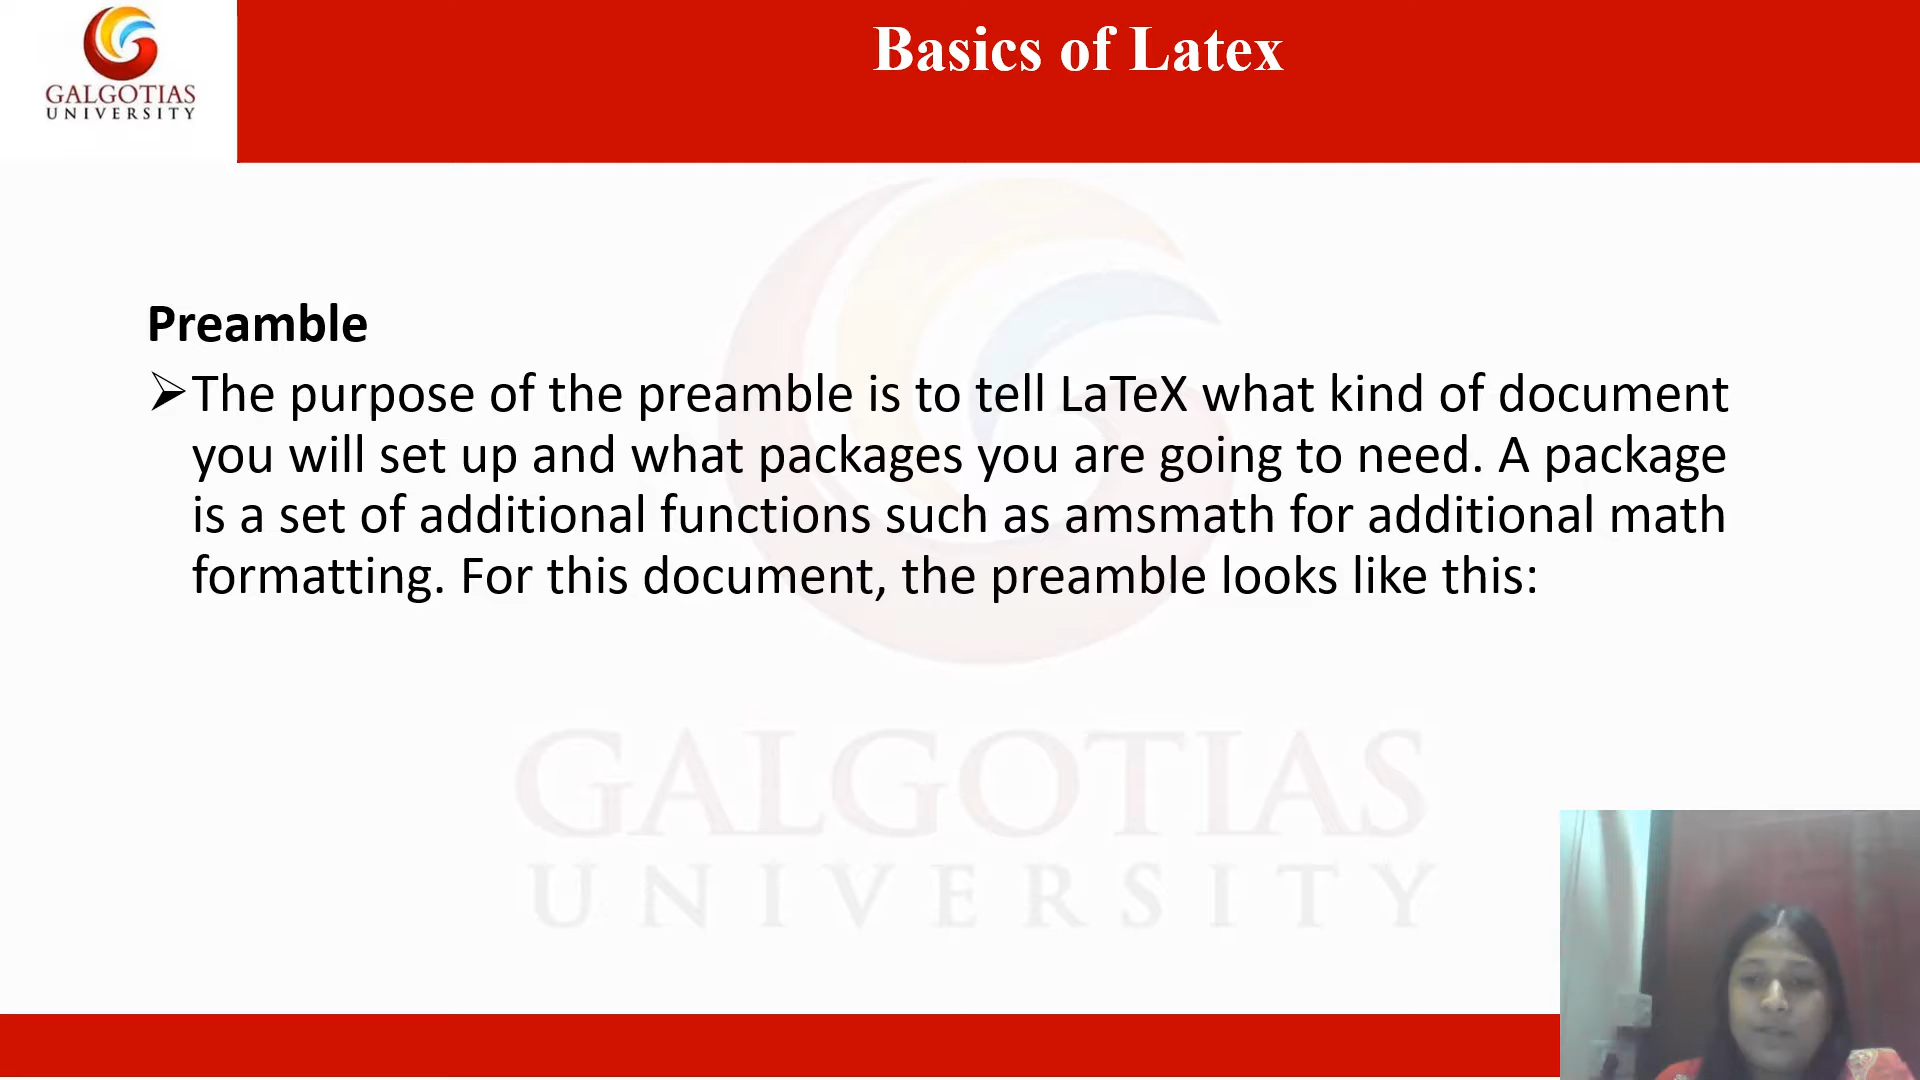 GALGOTIAS
UNIVERSITY
Basics of Latex
Preamble
➢The purpose of the preamble is to tell LaTeX what kind of document
you will set up and what packages you are going to need. A package
is a set of additional functions such as amsmath for additional math
formatting. For this document, the preamble looks like this:
GALGOTIAS
UNIVERSITY